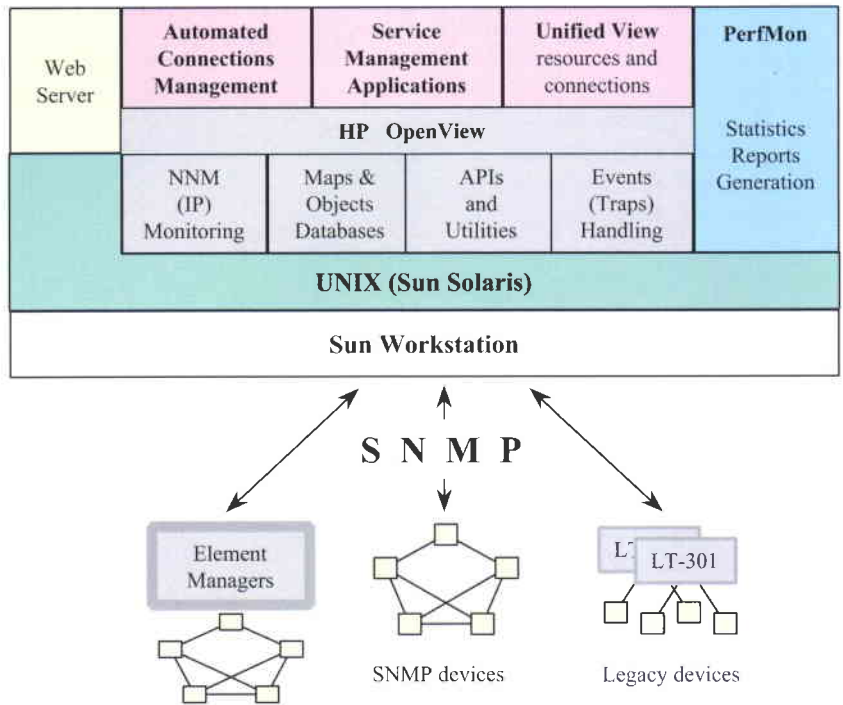 Web
Server
Automated
Connections
Management
Service
Management
Applications
Unified View
resources and
connections
PerfMon
Statistics
Reports
Generation
HP OpenView
NNM
(IP)
Monitoring
Maps &
Objects
Databases
APIs
and
Utilities
Events
(Traps)
Handling
UNIX (Sun Solaris)
Sun Workstation
S N M P
Element
Managers
LT
LT-301
SNMP devices
Legacy devices